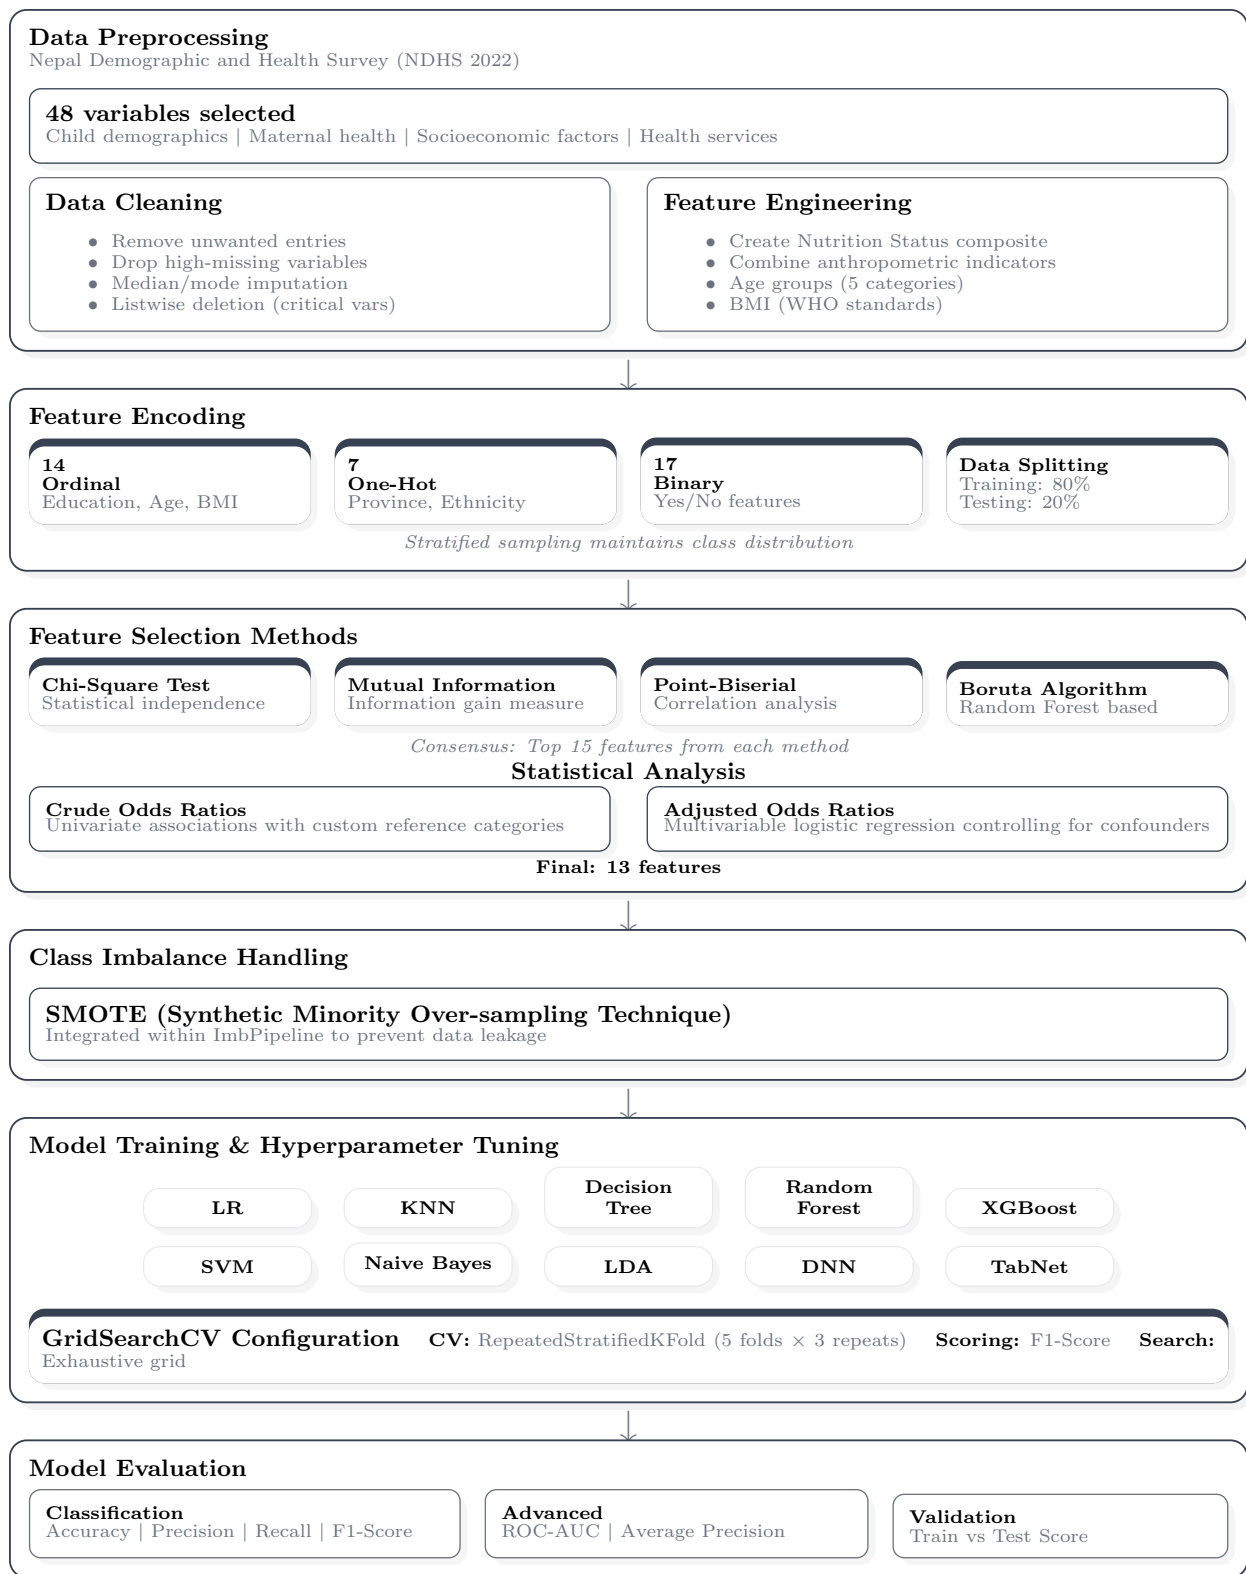 Data Preprocessing
Nepal Demographic and Health Survey (NDHS 2022)
48 variables selected
Child demographics | Maternal health | Socioeconomic factors | Health services
Data Cleaning
• Remove unwanted entries
• Drop high-missing variables
• Median/mode imputation
• Listwise deletion (critical vars)
Feature Engineering
• Create Nutrition Status composite
• Combine anthropometric indicators
• Age groups (5 categories)
• BMI (WHO standards)
Feature Encoding
14
Ordinal
Education, Age, BMI
7
One-Hot
Province, Ethnicity
17
Binary
Yes/No features
Data Splitting
Training: 80%
Testing: 20%
Stratified sampling maintains class distribution
Feature Selection Methods
Chi-Square Test
Statistical independence
Mutual Information
Information gain measure
Point-Biserial
Correlation analysis
Boruta Algorithm
Random Forest based
Consensus: Top 15 features from each method
Statistical Analysis
Crude Odds Ratios
Univariate associations with custom reference categories
Adjusted Odds Ratios
Multivariable logistic regression controlling for confounders
Final: 13 features
Class Imbalance Handling
SMOTE (Synthetic Minority Over-sampling Technique)
Integrated within ImbPipeline to prevent data leakage
Model Training & Hyperparameter Tuning
LR
KNN
Decision
Tree
Random
Forest
XGBoost
SVM
Naive Bayes
LDA
DNN
TabNet
GridSearchCV Configuration CV: RepeatedStratifiedKFold (5 folds × 3 repeats) Scoring: F1-Score Search:
Exhaustive grid
Model Evaluation
Classification
Accuracy | Precision | Recall | F1-Score
Advanced
ROC-AUC | Average Precision
Validation
Train vs Test Score